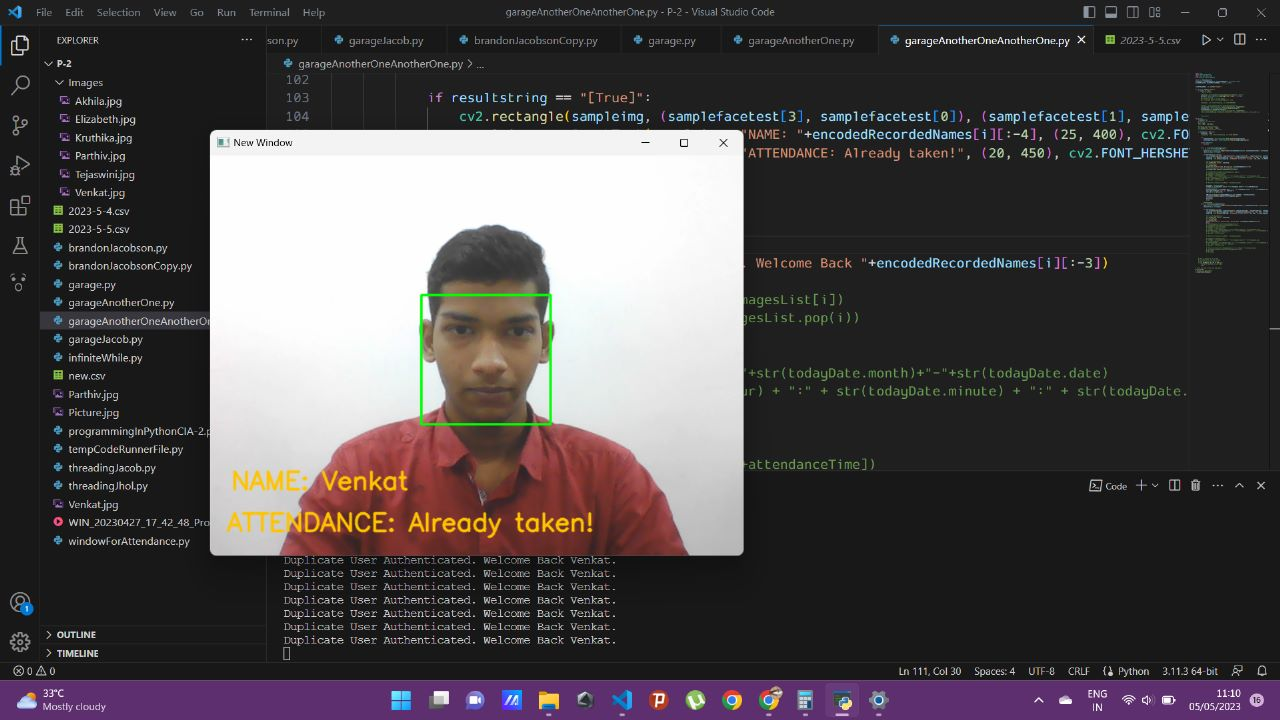 File Edit Selection View Go Run Terminal Help
garageAnotherOneAnotherOne.py - P-2 - Visual Studio Code
EXPLORER
son.py garageJacob.py brandonJacobsonCopy.py garage.py garageAnotherOne.py garageAnotherOneAnotherOne.py 2023-5-5.csv
garageAnotherOneAnotherOne.py > ...
P-2
Images
Akhila.jpg
Elizabeth.jpg
Kruthika.jpg
Parthiv.jpg
Tejaswini.jpg
Venkat.jpg
2023-5-4.csv
2023-5-5.csv
brandonJacobson.py
brandonJacobsonCopy.py
garage.py
garageAnotherOne.py
garageAnotherOneAnotherOr
garageJacob.py
infiniteWhile.py
new.csv
Parthiv.jpg
Picture.jpg
programmingInPythonCIA-2.p
tempCodeRunnerFile.py
threadingJacob.py
threadingJhol.py
Venkat.jpg
WIN_20230427_17_42_48_Pro
windowForAttendance.py
OUTLINE
TIMELINE
102
103 if resultstring == "[True]":
104 cv2.rectangle(sampleimg, (samplefacetest[3], samplefacetest[0]), (samplefacetest[1], sample
"NAME: "+encodedRecordedNames[i][:-4], (25, 400), cv2.FO
"ATTENDANCE: Already taken!", (20, 450), cv2.FONT_HERSHE
. Welcome Back "+encodedRecordedNames[i][:-3])
magesList[i])
gesList.pop(i))
"+str(todayDate.month)+"-"+str(todayDate.date)
ur) + ":" + str(todayDate.minute) + ":" + str(todayDate.
+attendanceTime])
New Window
NAME: Venkat
ATTENDANCE: Already taken!
Code
Duplicate User Authenticated. Welcome Back Venkat.
Duplicate User Authenticated. Welcome Back Venkat.
Duplicate User Authenticated. Welcome Back Venkat.
Duplicate User Authenticated. Welcome Back Venkat.
Duplicate User Authenticated. Welcome Back Venkat.
Duplicate User Authenticated. Welcome Back Venkat.
Duplicate User Authenticated. Welcome Back Venkat.
0 0 Ln 111, Col 30 Spaces: 4 UTF-8 CRLF Python 3.11.3 64-bit
33°C
Mostly cloudy
ENG
IN
11:10
05/05/2023
16